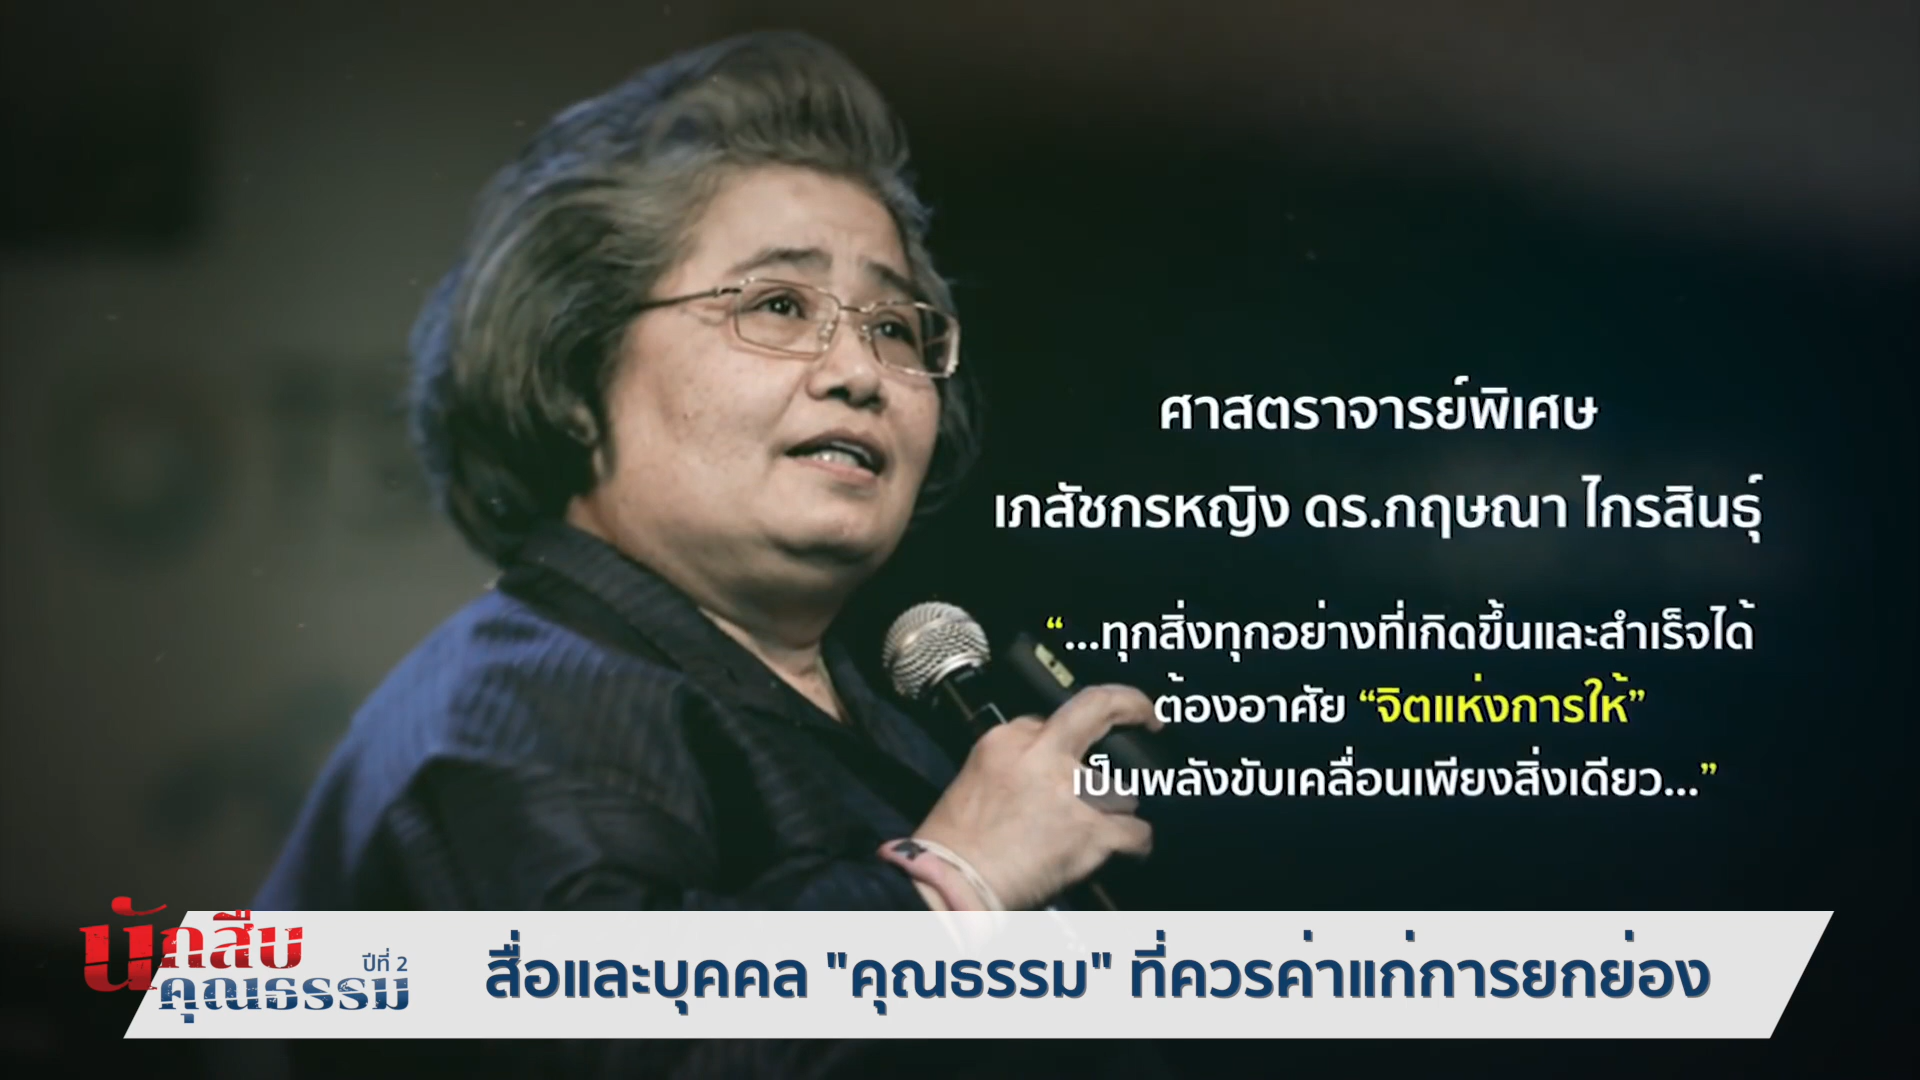 ศาสตราจารย์พิเศษ
เภสัชกรหญิง ดร.กฤษณา ไกรสินธุ์
“...ทุกสิ่งทุกอย่างที่เกิดขึ้นและสำเร็จได้
ต้องอาศัย “จิตแห่งการให้”
เป็นพลังขับเคลื่อนเพียงสิ่งเดียว...”
นักสืบ
คุณธรรม
ปีที่ 2
สื่อและบุคคล "คุณธรรม" ที่ควรค่าแก่การยกย่อง